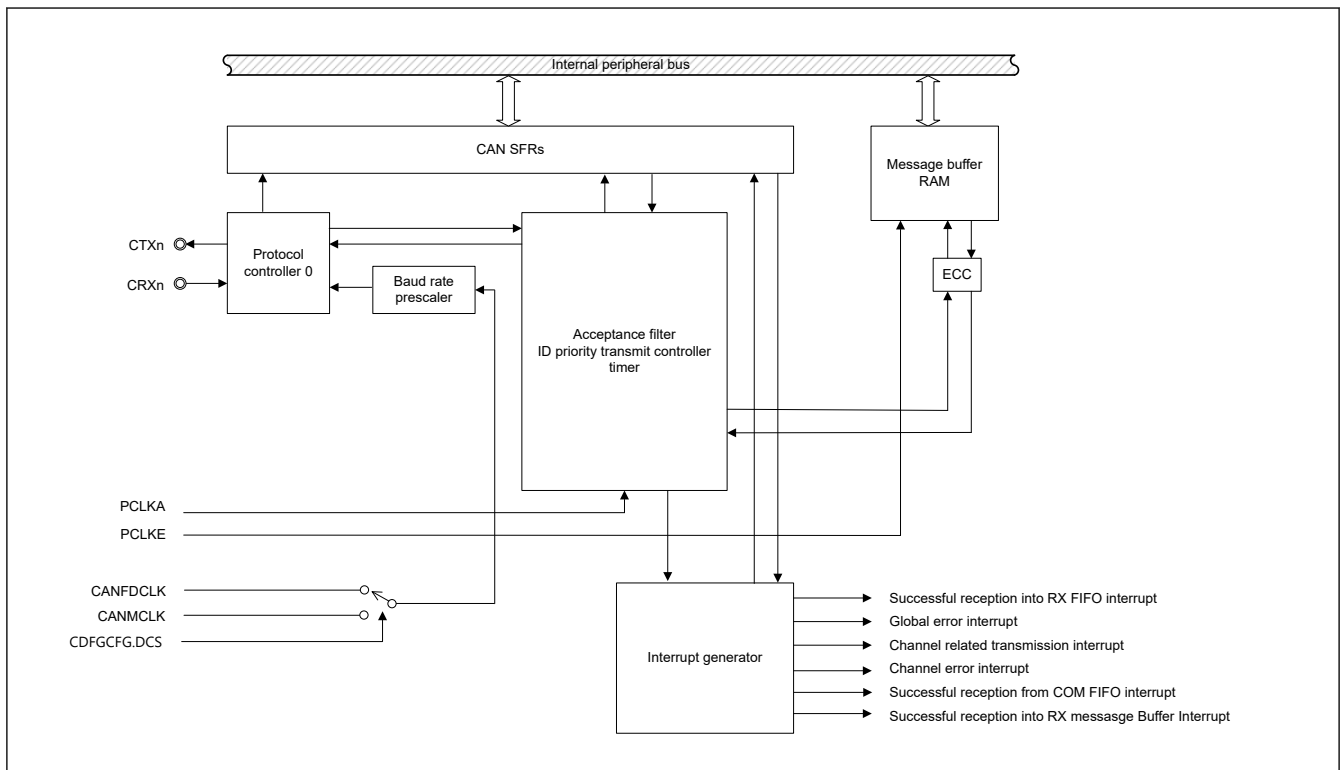 Internal peripheral bus
CAN SFRs
Message buffer
RAM
CTXn
CRXn
Protocol
controller 0
Baud rate
prescaler
ECC
Acceptance filter
ID priority transmit controller
timer
PCLKA
PCLKE
CANFDCLK
CANMCLK
CDFGCFG.DCS
Interrupt generator
Successful reception into RX FIFO interrupt
Global error interrupt
Channel related transmission interrupt
Channel error interrupt
Successful reception from COM FIFO interrupt
Successful reception into RX messasge Buffer Interrupt